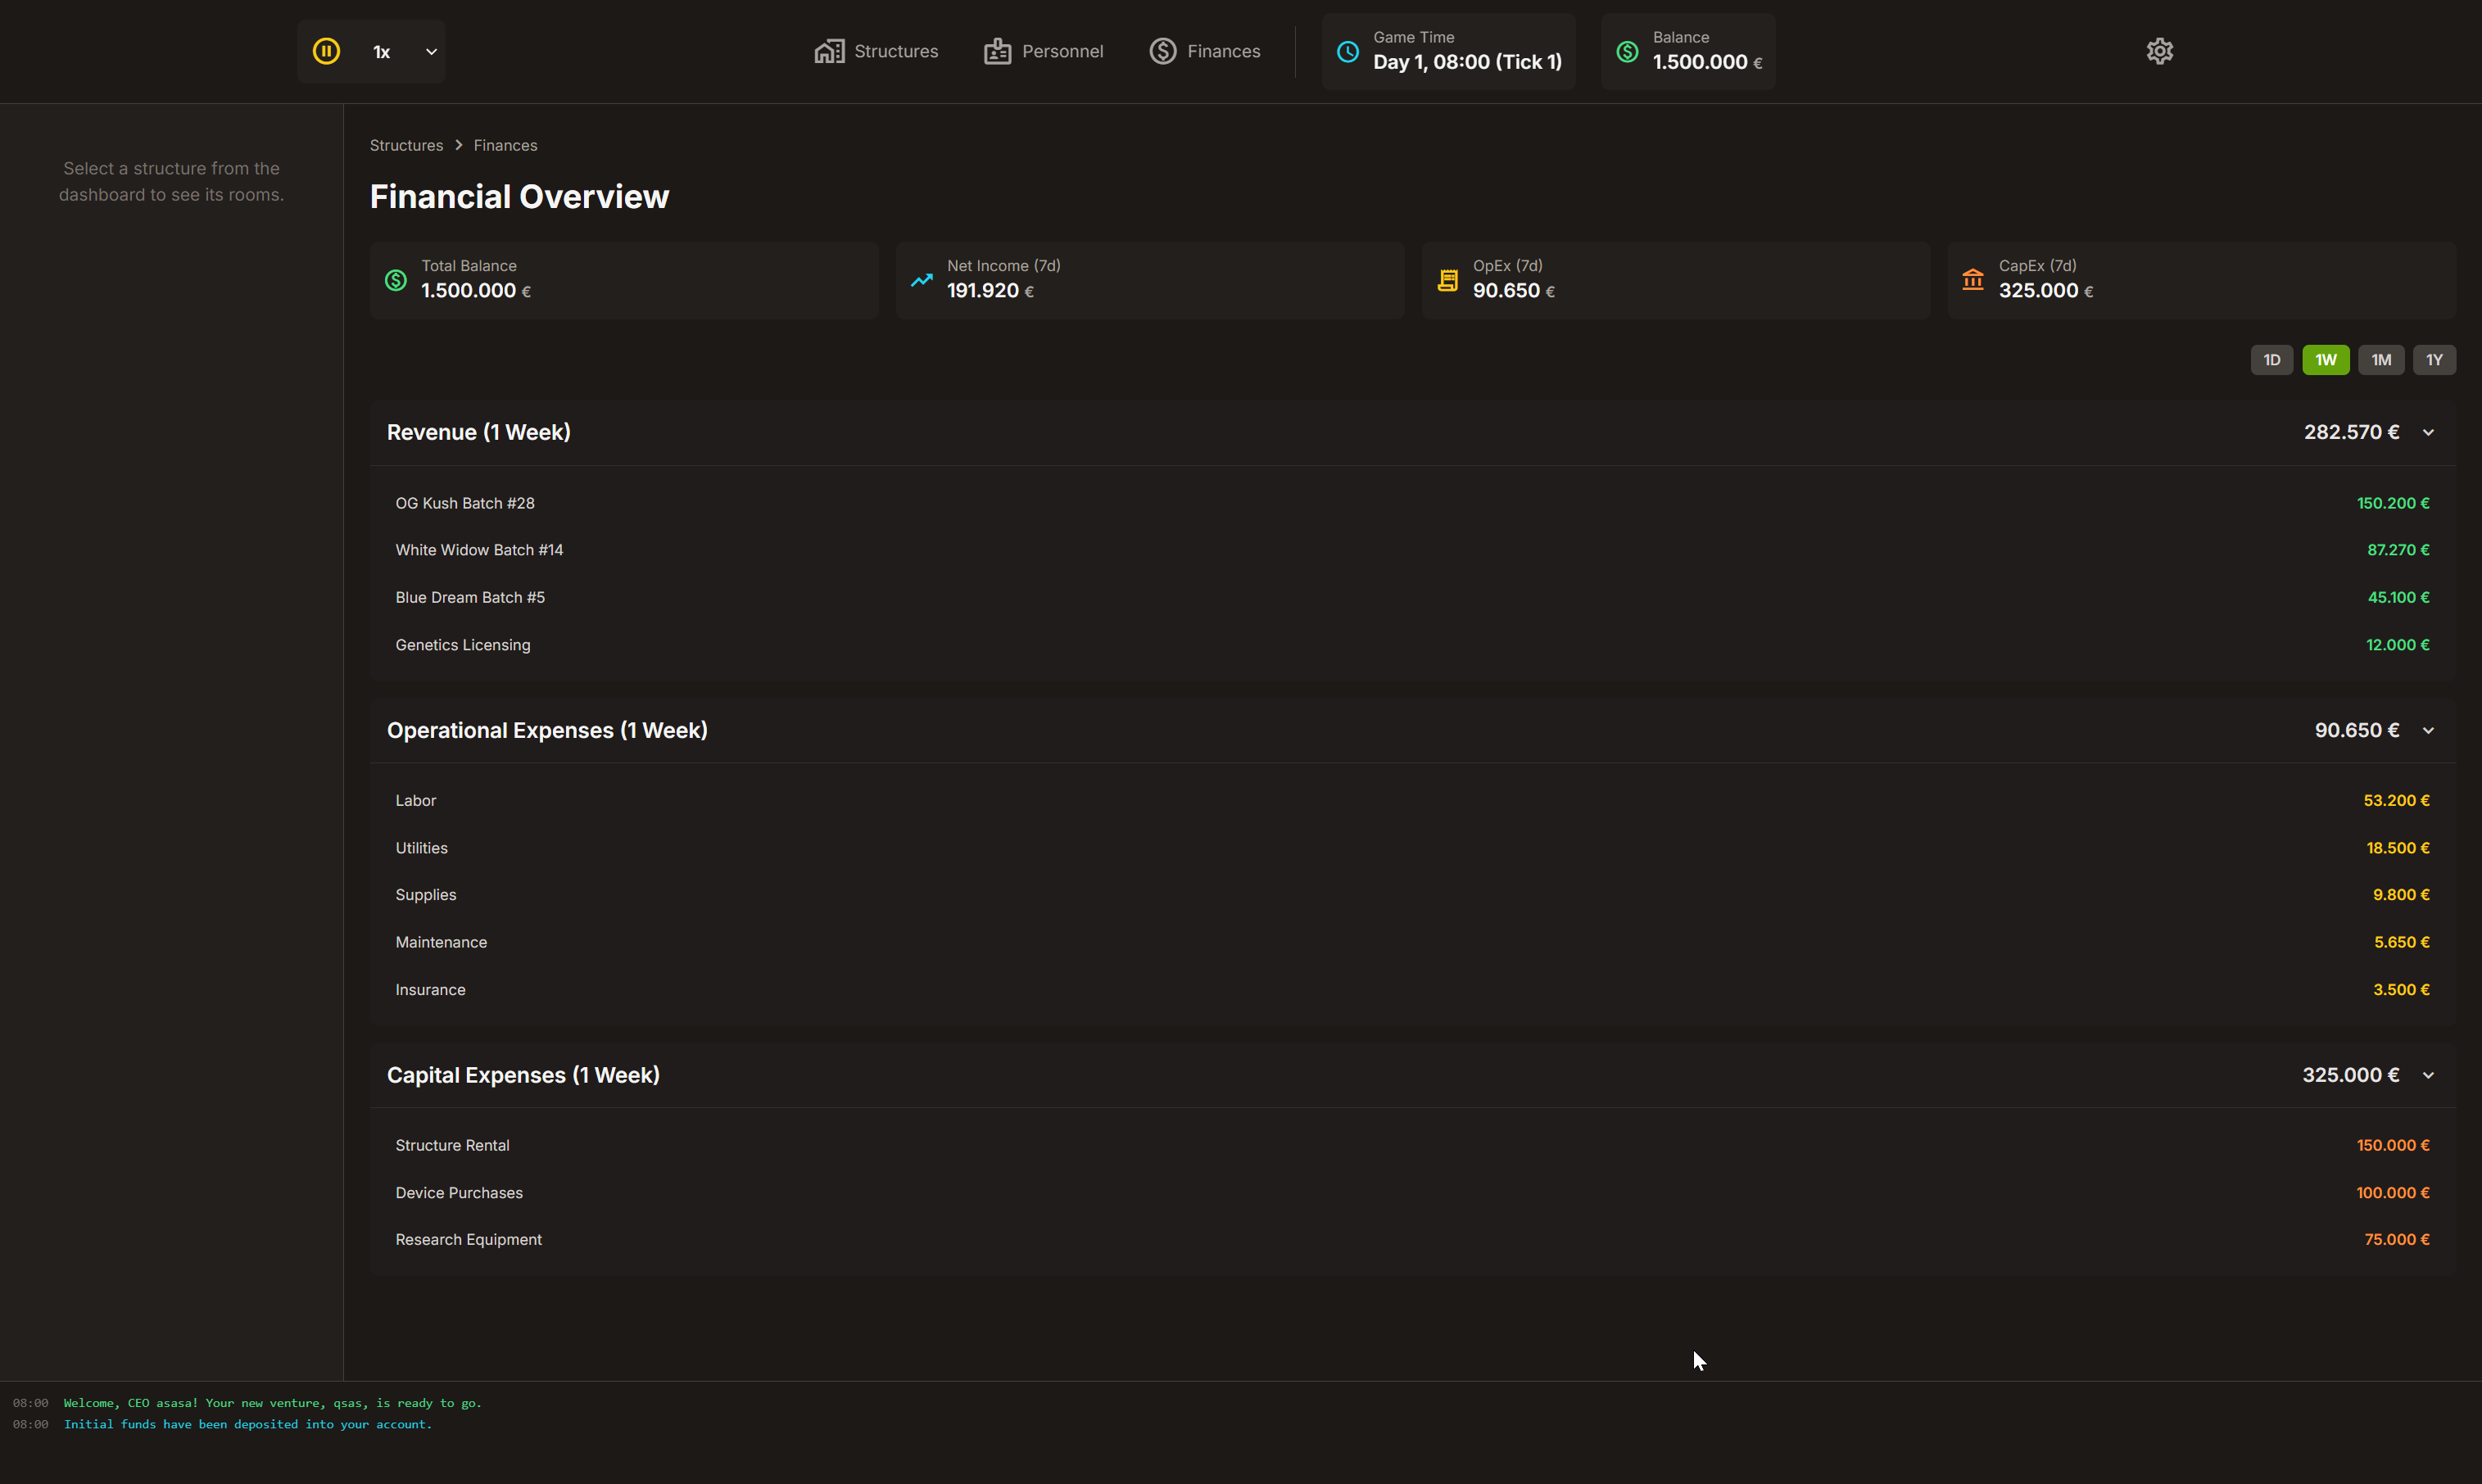 1x
Structures
Personnel
Finances
Game Time
Day 1, 08:00 (Tick 1)
Balance
1.500.000 €
Select a structure from the
dashboard to see its rooms.
Structures > Finances
Financial Overview
Total Balance
1.500.000 €
Net Income (7d)
191.920 €
OpEx (7d)
90.650 €
CapEx (7d)
325.000 €
1D 1W 1M 1Y
Revenue (1 Week) 282.570 €
OG Kush Batch #28 150.200 €
White Widow Batch #14 87.270 €
Blue Dream Batch #5 45.100 €
Genetics Licensing 12.000 €
Operational Expenses (1 Week) 90.650 €
Labor 53.200 €
Utilities 18.500 €
Supplies 9.800 €
Maintenance 5.650 €
Insurance 3.500 €
Capital Expenses (1 Week) 325.000 €
Structure Rental 150.000 €
Device Purchases 100.000 €
Research Equipment 75.000 €
08:00 Welcome, CEO asasa! Your new venture, qsas, is ready to go.
08:00 Initial funds have been deposited into your account.